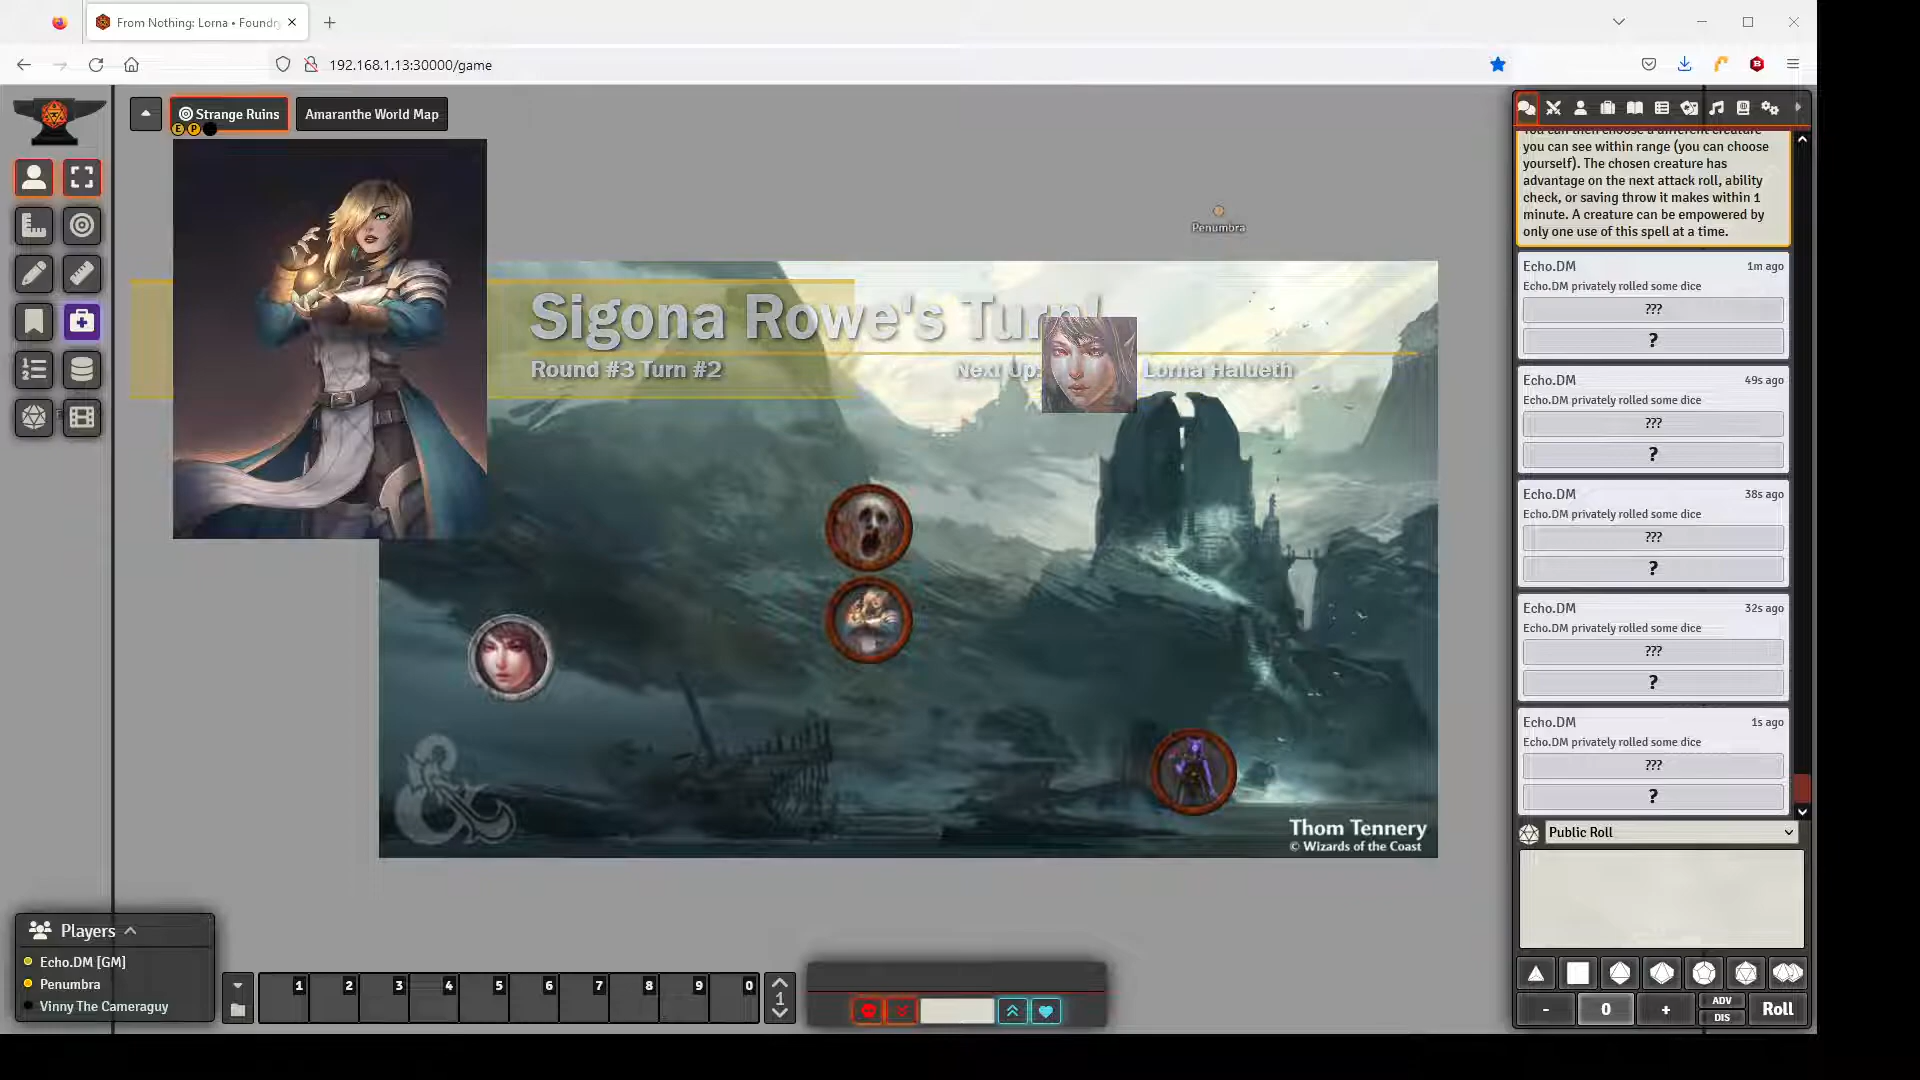 From Nothing: Lorna • Foundr
192.168.1.13:30000/game
Strange Ruins
Amaranthe World Map
E P
Penumbra
Sigona Rowe's Turn!
Round #3 Turn #2
Next Up:
Lorna Halueth
Thom Tennery
© Wizards of the Coast
Players
Echo.DM [GM]
Penumbra
Vinny The Cameraguy
1 2 3 4 5 6 7 8 9 0
1
You can then choose a different creature
you can see within range (you can choose
yourself). The chosen creature has
advantage on the next attack roll, ability
check, or saving throw it makes within 1
minute. A creature can be empowered by
only one use of this spell at a time.
Echo.DM 1m ago
Echo.DM privately rolled some dice
???
?
Echo.DM 49s ago
Echo.DM privately rolled some dice
???
?
Echo.DM 38s ago
Echo.DM privately rolled some dice
???
?
Echo.DM 32s ago
Echo.DM privately rolled some dice
???
?
Echo.DM 1s ago
Echo.DM privately rolled some dice
???
?
Public Roll
- 0 + ADV DIS Roll